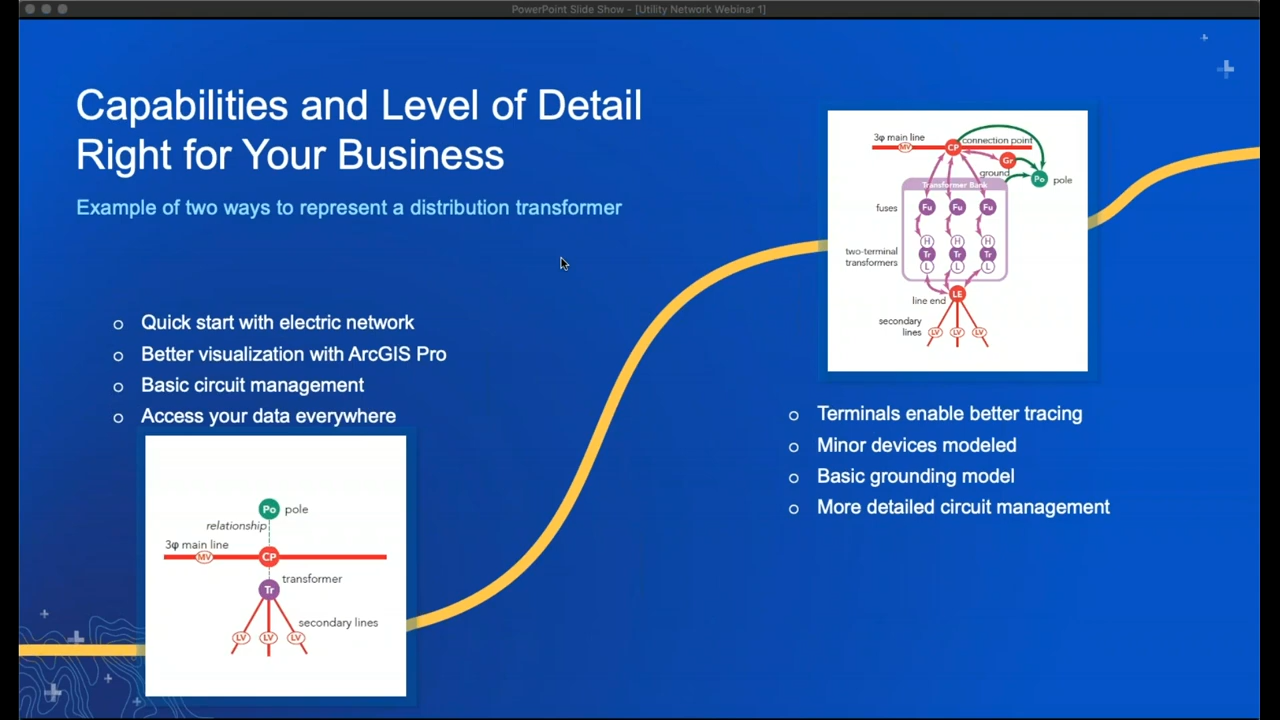 PowerPoint Slide Show - [Utility Network Webinar 1]
Capabilities and Level of Detail
Right for Your Business
Example of two ways to represent a distribution transformer
Quick start with electric network
Better visualization with ArcGIS Pro
Basic circuit management
Access your data everywhere
Po pole
relationship
3φ main line
MV CP
transformer
Tr
secondary lines
LV LV LV
3φ main line
MV CP connection point
Gr
ground
Po pole
Transformer Bank
fuses Fu Fu Fu
H H H
two-terminal
transformers
Tr Tr Tr
L L L
line end LE
secondary
lines
LV LV LV
Terminals enable better tracing
Minor devices modeled
Basic grounding model
More detailed circuit management